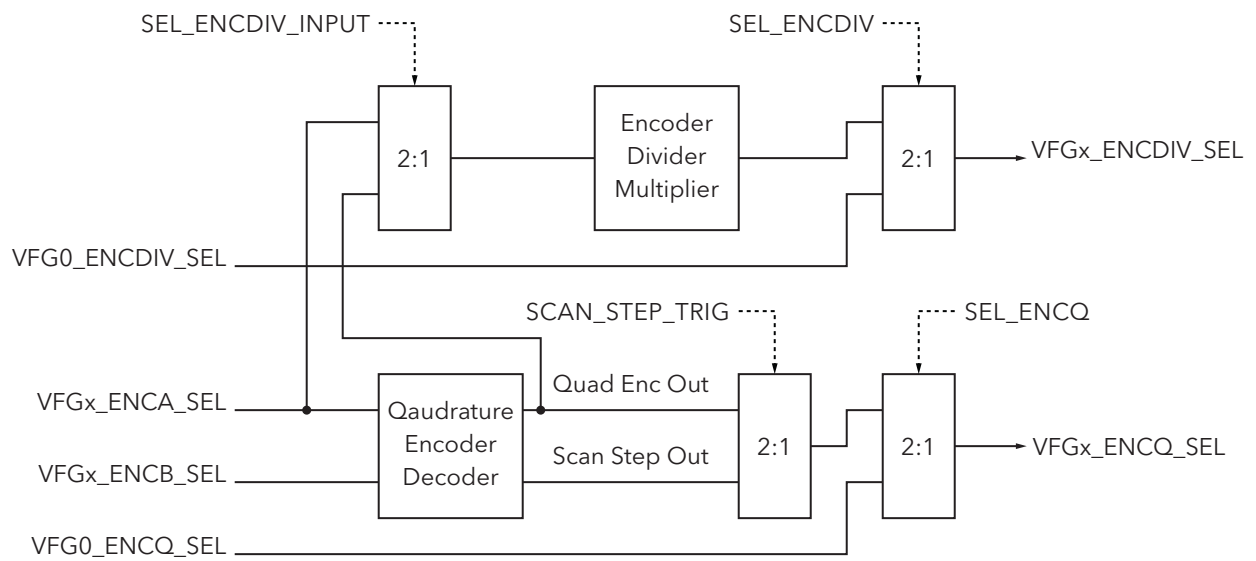 SEL_ENCDIV_INPUT
SEL_ENCDIV
2:1
Encoder
Divider
Multiplier
2:1
VFGx_ENCDIV_SEL
VFG0_ENCDIV_SEL
SCAN_STEP_TRIG
SEL_ENCQ
VFGx_ENCA_SEL
VFGx_ENCB_SEL
Qaudrature
Encoder
Decoder
Quad Enc Out
Scan Step Out
2:1
2:1
VFGx_ENCQ_SEL
VFG0_ENCQ_SEL